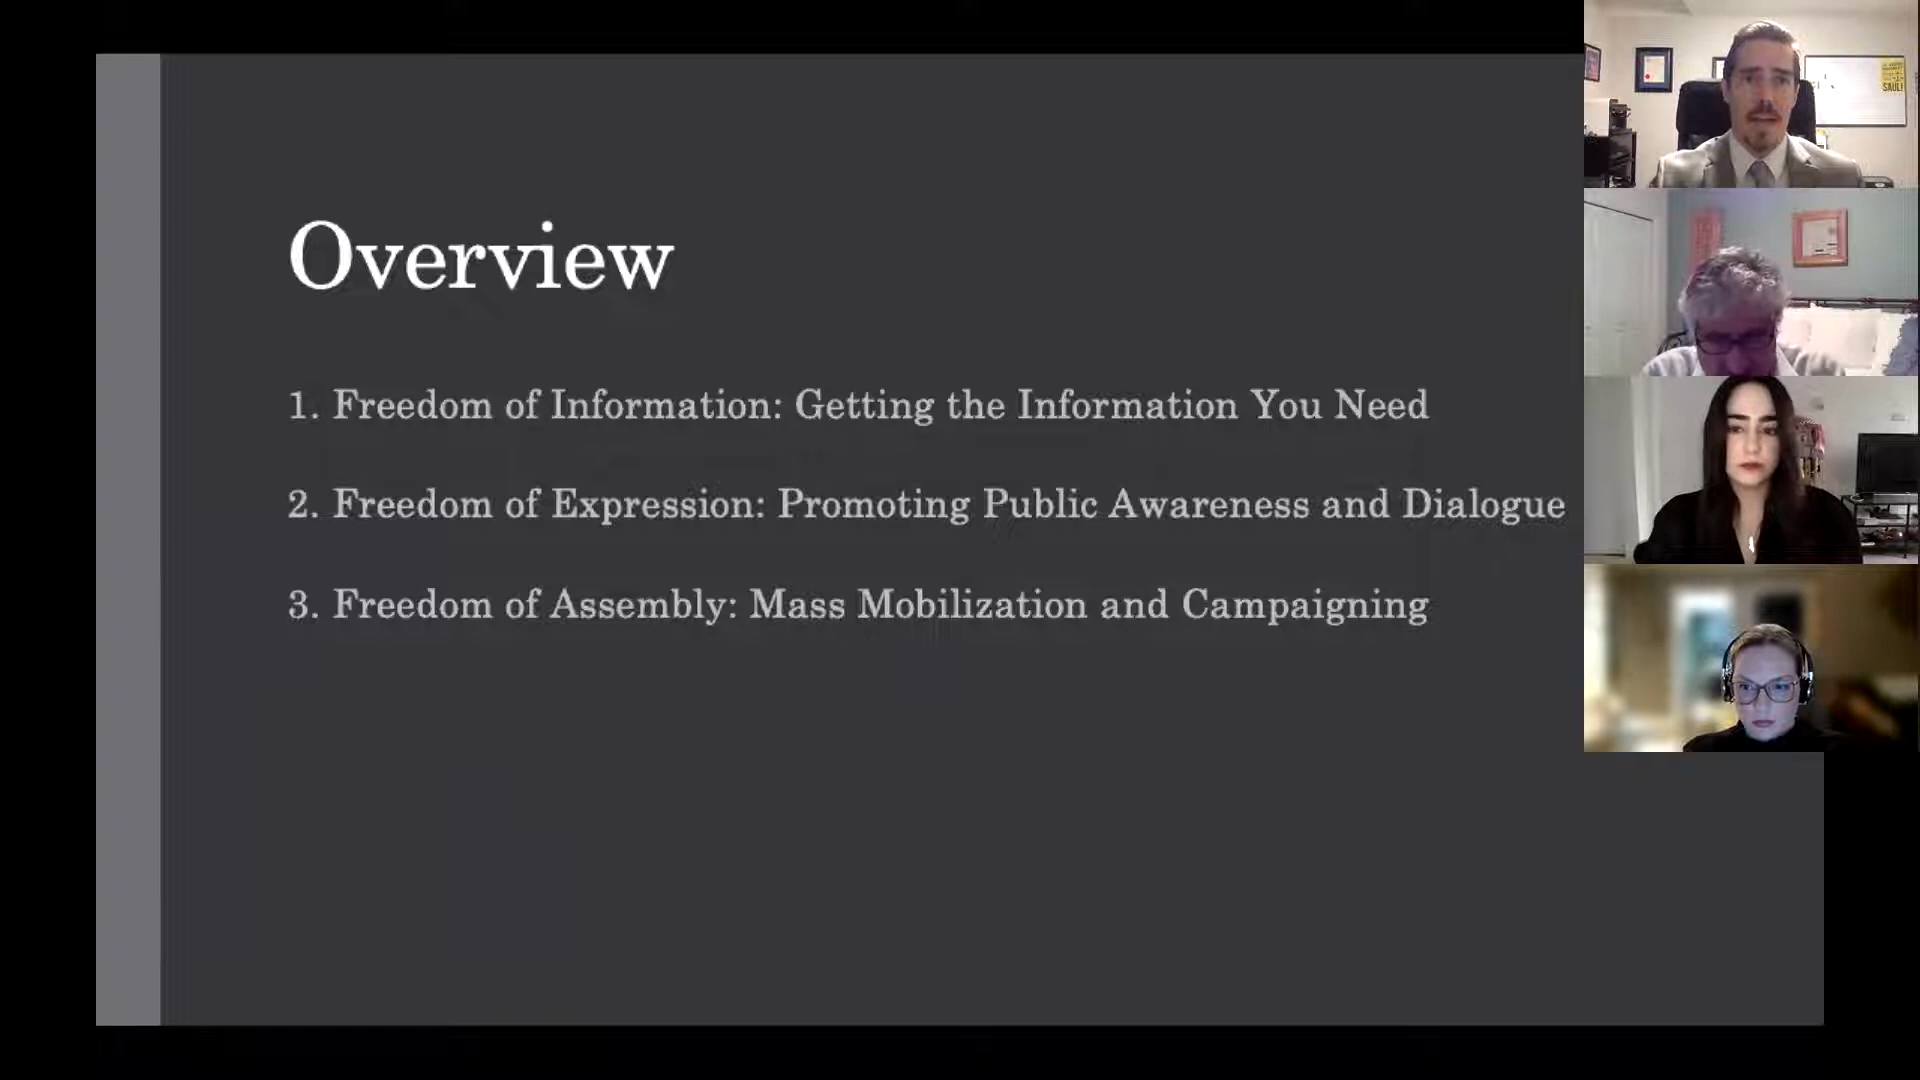 Overview
1. Freedom of Information: Getting the Information You Need
2. Freedom of Expression: Promoting Public Awareness and Dialogue
3. Freedom of Assembly: Mass Mobilization and Campaigning
SAUL!